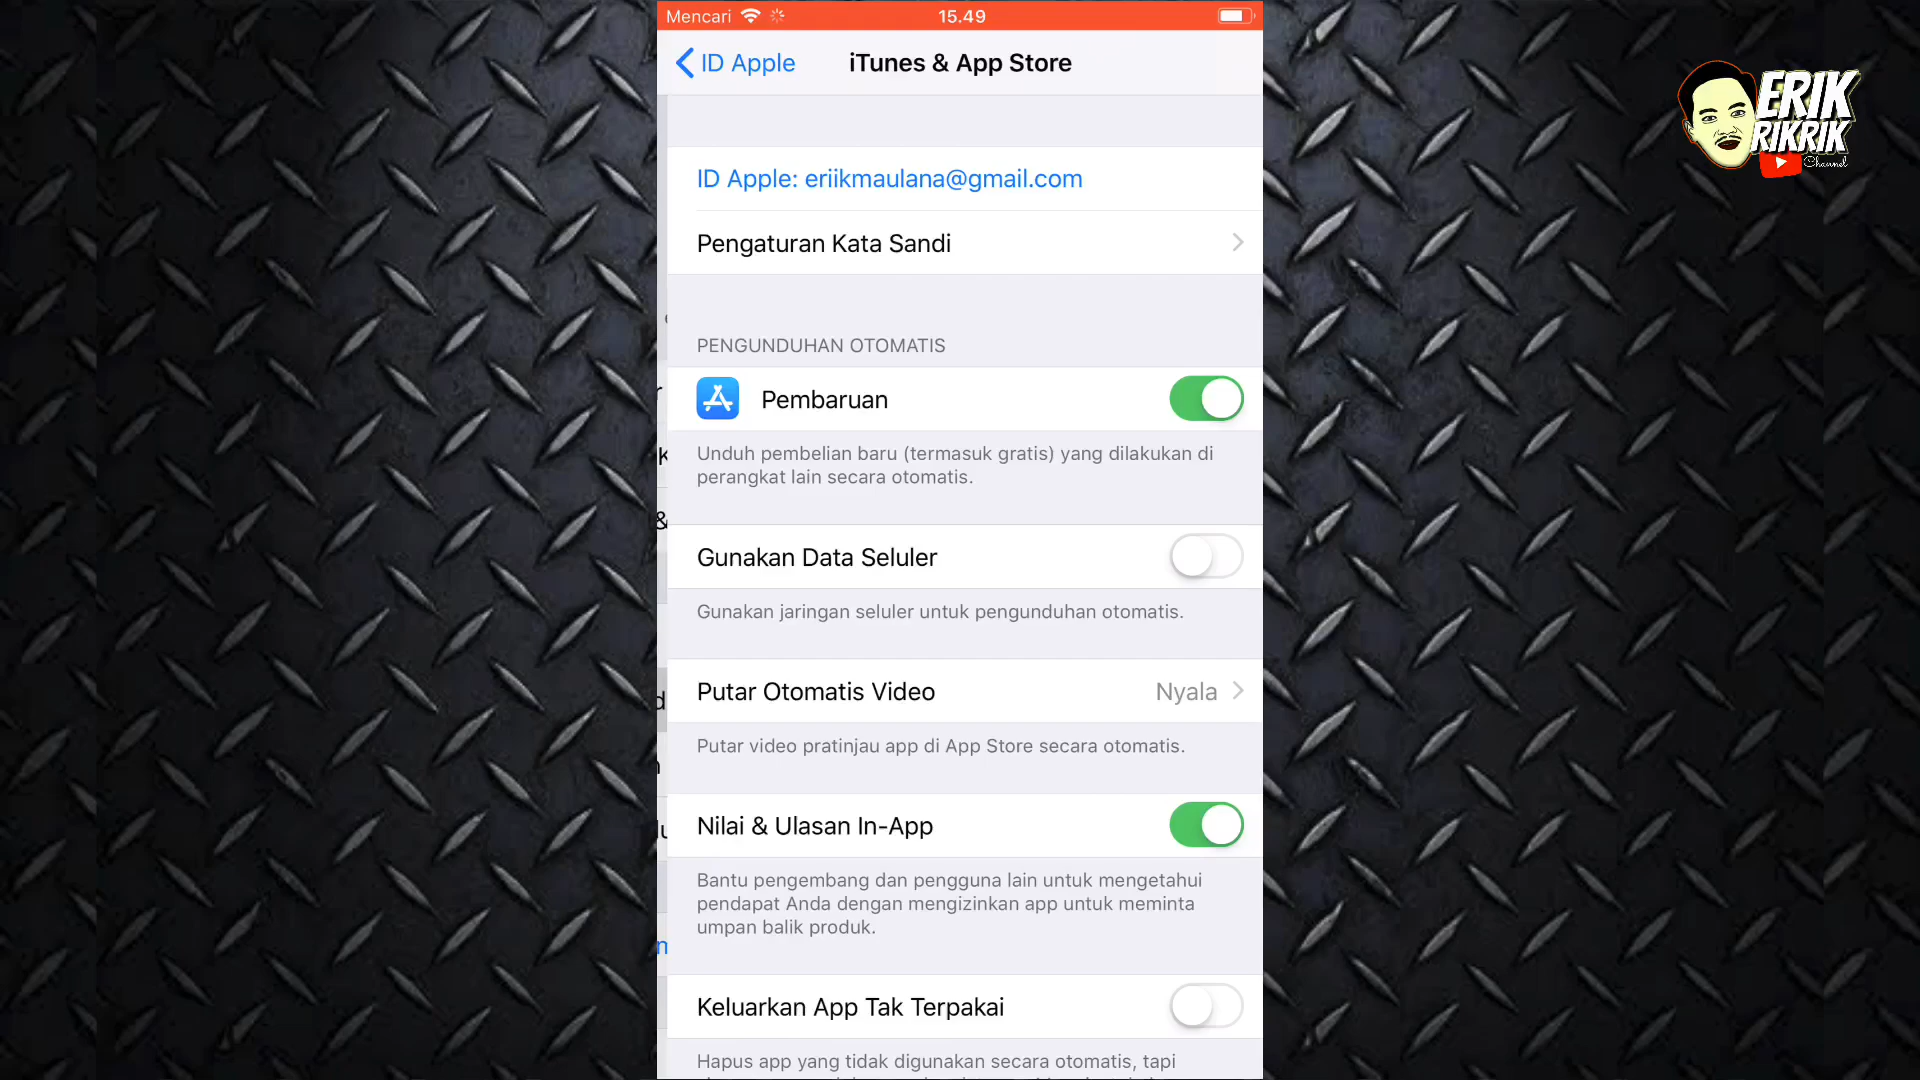 Mencari
15.49
ID Apple
iTunes & App Store
ERIK
RIKRIK
Channel
ID Apple: eriikmaulana@gmail.com
Pengaturan Kata Sandi
PENGUNDUHAN OTOMATIS
Pembaruan
Unduh pembelian baru (termasuk gratis) yang dilakukan di
perangkat lain secara otomatis.
Gunakan Data Seluler
Gunakan jaringan seluler untuk pengunduhan otomatis.
Putar Otomatis Video
Nyala
Putar video pratinjau app di App Store secara otomatis.
Nilai & Ulasan In-App
Bantu pengembang dan pengguna lain untuk mengetahui
pendapat Anda dengan mengizinkan app untuk meminta
umpan balik produk.
Keluarkan App Tak Terpakai
Hapus app yang tidak digunakan secara otomatis, tapi